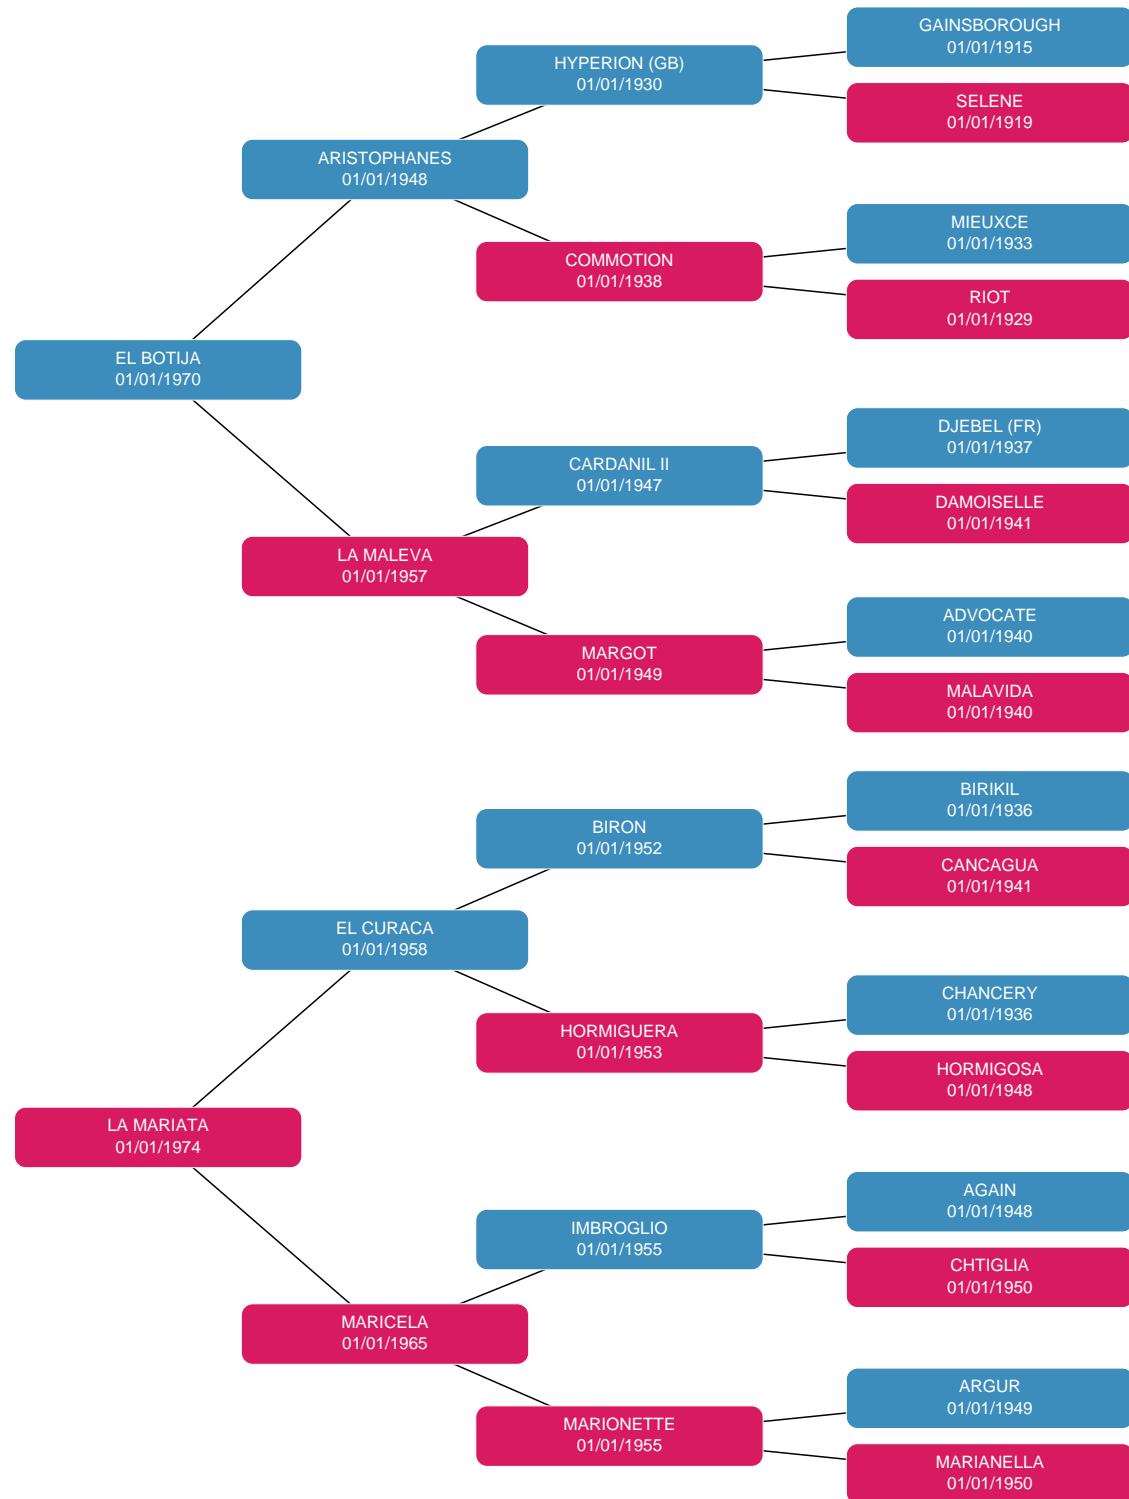 GAINSBOROUGH
01/01/1915
HYPERION (GB)
01/01/1930
SELENE
01/01/1919
ARISTOPHANES
01/01/1948
MIEUXCE
01/01/1933
COMMOTION
01/01/1938
RIOT
01/01/1929
EL BOTIJA
01/01/1970
DJEBEL (FR)
01/01/1937
CARDANIL II
01/01/1947
DAMOISELLE
01/01/1941
LA MALEVA
01/01/1957
ADVOCATE
01/01/1940
MARGOT
01/01/1949
MALAVIDA
01/01/1940
BIRIKIL
01/01/1936
BIRON
01/01/1952
CANCAGUA
01/01/1941
EL CURACA
01/01/1958
CHANCERY
01/01/1936
HORMIGUERA
01/01/1953
HORMIGOSA
01/01/1948
LA MARIATA
01/01/1974
AGAIN
01/01/1948
IMBROGLIO
01/01/1955
CHTIGLIA
01/01/1950
MARICELA
01/01/1965
ARGUR
01/01/1949
MARIONETTE
01/01/1955
MARIANELLA
01/01/1950